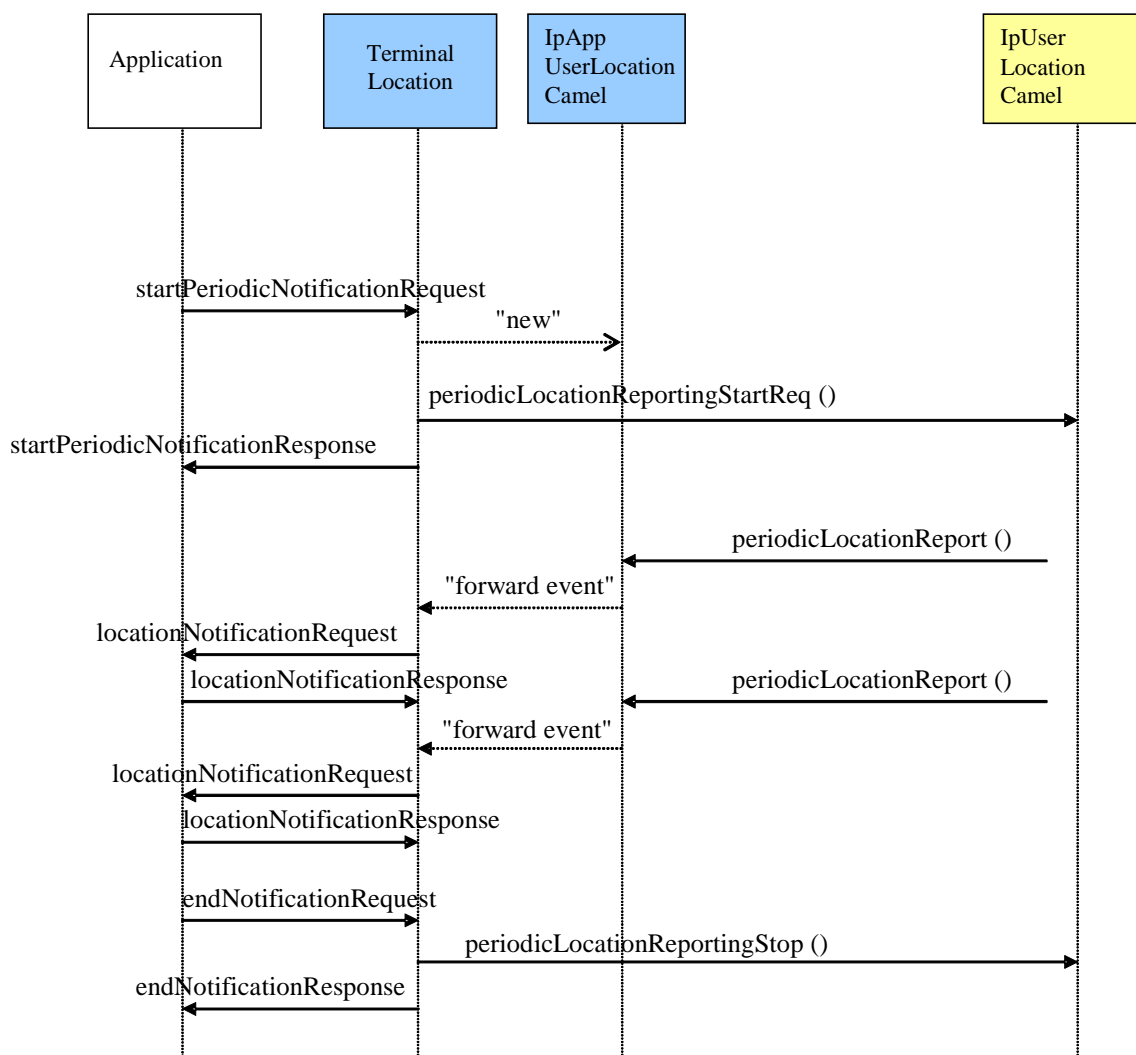 Application
Terminal
Location
IpApp
UserLocation
Camel
IpUser
Location
Camel
startPeriodicNotificationRequest
"new"
periodicLocationReportingStartReq ()
startPeriodicNotificationResponse
periodicLocationReport ()
"forward event"
locationNotificationRequest
locationNotificationResponse
periodicLocationReport ()
"forward event"
locationNotificationRequest
locationNotificationResponse
endNotificationRequest
periodicLocationReportingStop ()
endNotificationResponse